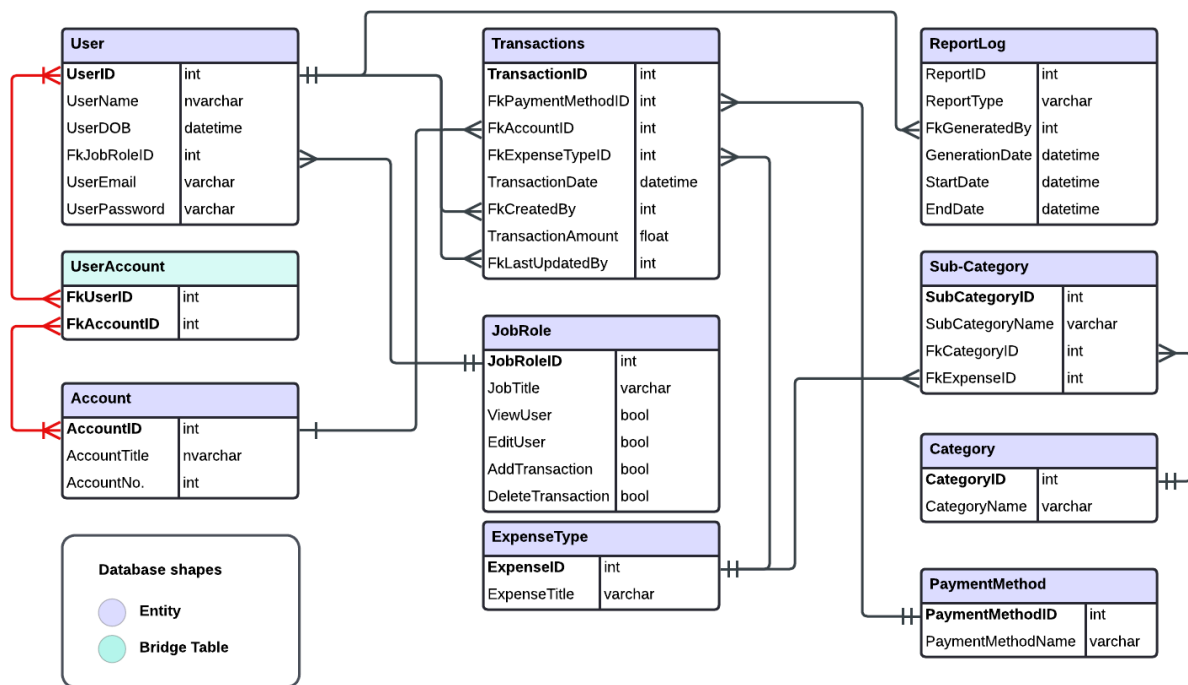 User
UserID int
UserName nvarchar
UserDOB datetime
FkJobRoleID int
UserEmail varchar
UserPassword varchar
UserAccount
FkUserID int
FkAccountID int
Account
AccountID int
AccountTitle nvarchar
AccountNo. int
Database shapes
Entity
Bridge Table
Transactions
TransactionID int
FkPaymentMethodID int
FkAccountID int
FkExpenseTypeID int
TransactionDate datetime
FkCreatedBy int
TransactionAmount float
FkLastUpdatedBy int
JobRole
JobRoleID int
JobTitle varchar
ViewUser bool
EditUser bool
AddTransaction bool
DeleteTransaction bool
ExpenseType
ExpenseID int
ExpenseTitle varchar
ReportLog
ReportID int
ReportType varchar
FkGeneratedBy int
GenerationDate datetime
StartDate datetime
EndDate datetime
Sub-Category
SubCategoryID int
SubCategoryName varchar
FkCategoryID int
FkExpenseID int
Category
CategoryID int
CategoryName varchar
PaymentMethod
PaymentMethodID int
PaymentMethodName varchar